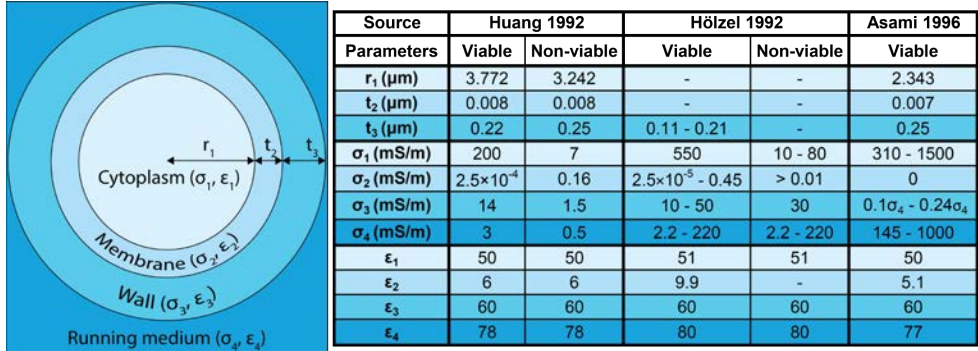 r₁
t₂
t₃
Cytoplasm (σ₁, ε₁)
Membrane (σ₂, ε₂)
Wall (σ₃, ε₃)
Running medium (σ₄, ε₄)
Source Huang 1992 Hölzel 1992 Asami 1996
Parameters Viable Non-viable Viable Non-viable Viable
r₁ (μm) 3.772 3.242 - - 2.343
t₂ (μm) 0.008 0.008 - - 0.007
t₃ (μm) 0.22 0.25 0.11 - 0.21 - 0.25
σ₁ (mS/m) 200 7 550 10 - 80 310 - 1500
σ₂ (mS/m) 2.5×10⁻⁴ 0.16 2.5×10⁻⁵ - 0.45 > 0.01 0
σ₃ (mS/m) 14 1.5 10 - 50 30 0.1σ₄ - 0.24σ₄
σ₄ (mS/m) 3 0.5 2.2 - 220 2.2 - 220 145 - 1000
ε₁ 50 50 51 51 50
ε₂ 6 6 9.9 - 5.1
ε₃ 60 60 60 60 60
ε₄ 78 78 80 80 77